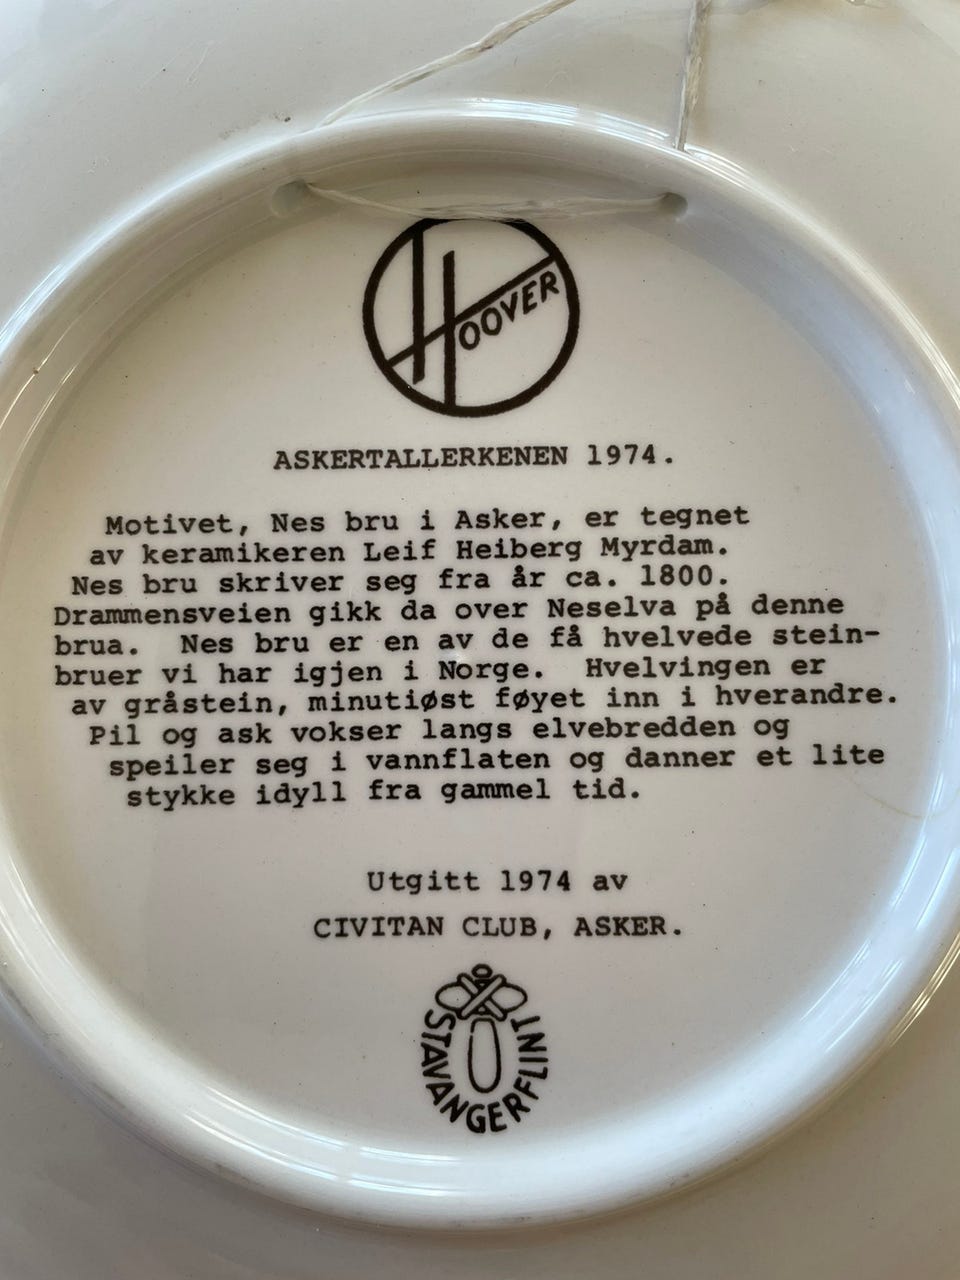 HOOVER
ASKERTALLERKENEN 1974.
Motivet, Nes bru i Asker, er tegnet
av keramikeren Leif Heiberg Myrdam.
Nes bru skriver seg fra år ca. 1800.
Drammensveien gikk da over Neselva på denne
brua. Nes bru er en av de få hvelvede stein-
bruer vi har igjen i Norge. Hvelvingen er
av gråstein, minutiøst føyet inn i hverandre.
Pil og ask vokser langs elvebredden og
speiler seg i vannflaten og danner et lite
stykke idyll fra gammel tid.
Utgitt 1974 av
CIVITAN CLUB, ASKER.
STAVANGERFLINT